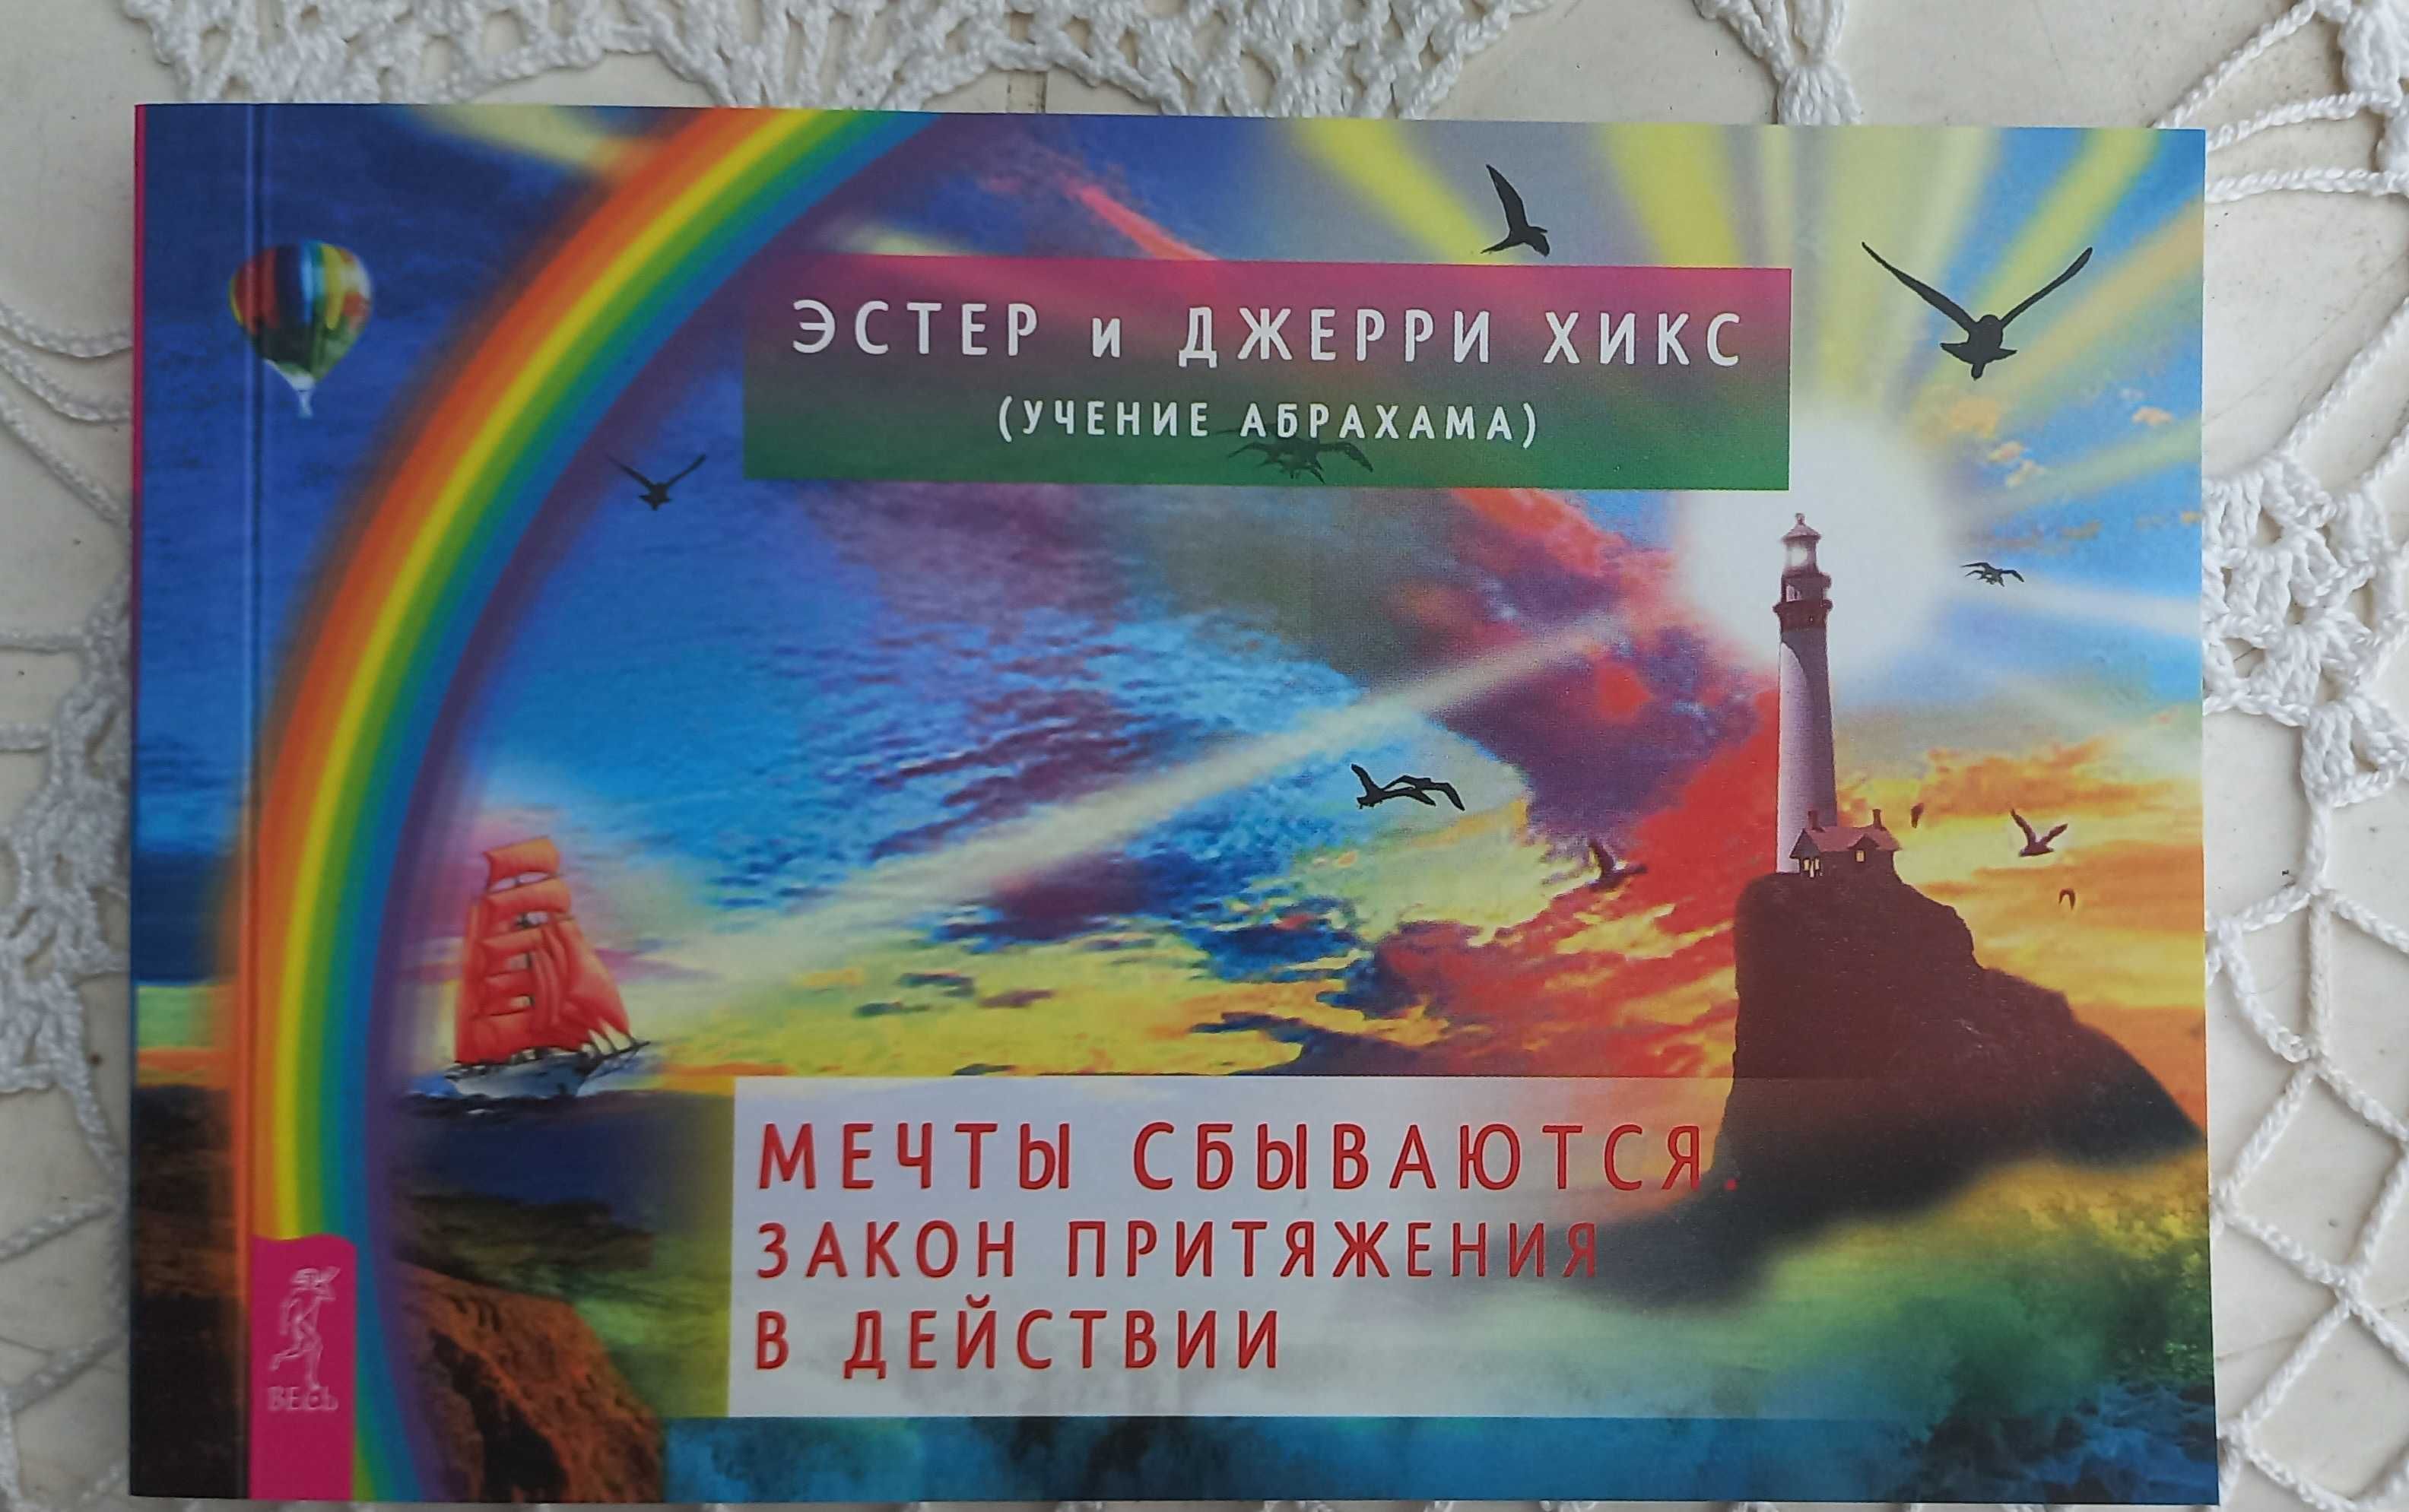 ЭСТЕР и ДЖЕРРИ ХИКС
(УЧЕНИЕ АБРАХАМА)
МЕЧТЫ СБЫВАЮТСЯ.
ЗАКОН ПРИТЯЖЕНИЯ
В ДЕЙСТВИИ
ВЕСЬ